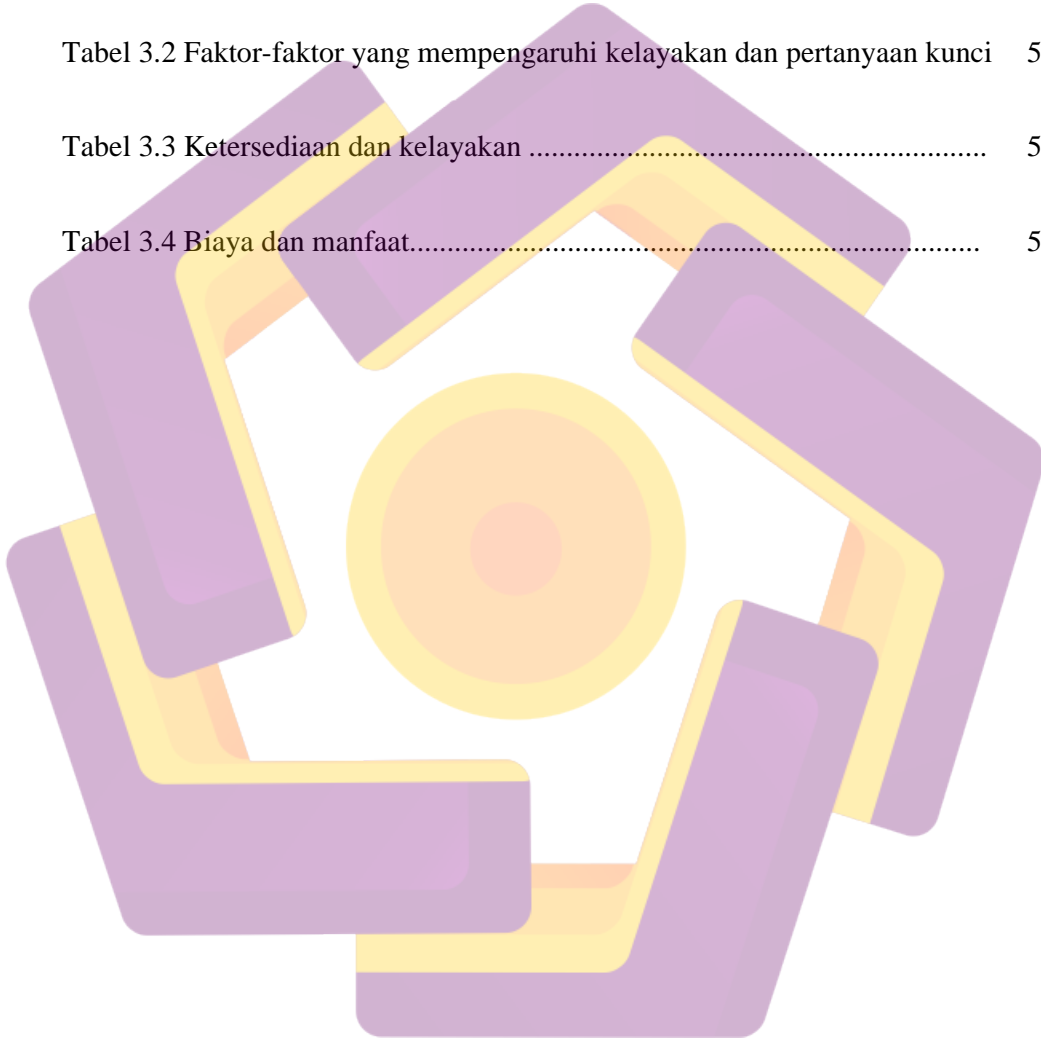 Tabel 3.2 Faktor-faktor yang mempengaruhi kelayakan dan pertanyaan kunci 5
Tabel 3.3 Ketersediaan dan kelayakan .............................................................. 5
Tabel 3.4 Biaya dan manfaat............................................................................. 5